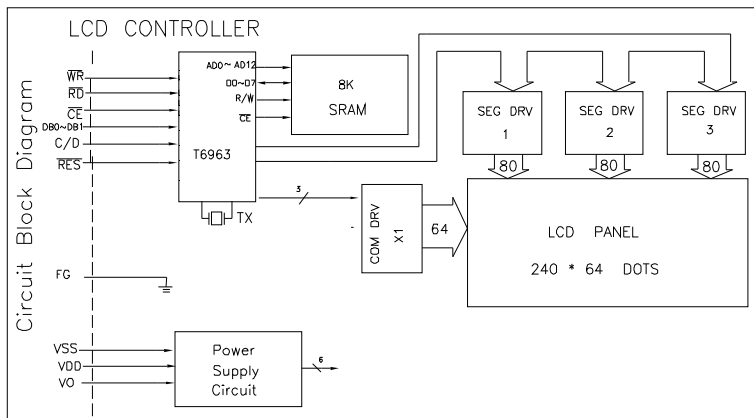 LCD CONTROLLER
Circuit Block Diagram
WR
RD
CE
DB0~DB1
C/D
RES
FG
VSS
VDD
VO
T6963
AD0~ AD12
D0~D7
R/W
CE
8K
SRAM
TX
3
COM DRV
X1
64
SEG DRV
1
SEG DRV
2
SEG DRV
3
80
80
80
LCD PANEL
240 * 64 DOTS
Power
Supply
Circuit
6